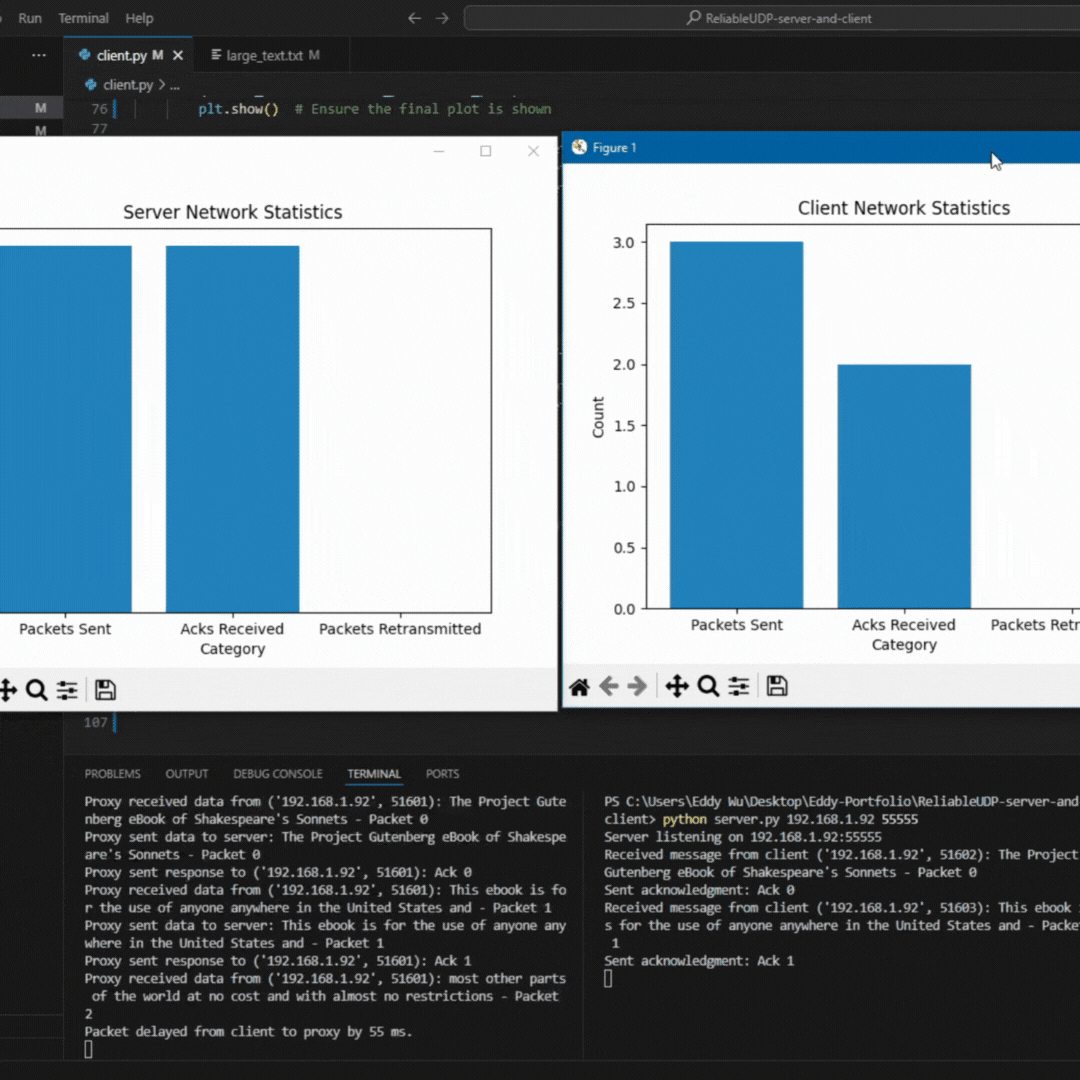 Run Terminal Help
ReliableUDP-server-and-client
client.py M
large_text.txt M
client.py > ...
M
76 plt.show() # Ensure the final plot is shown
M
77
Figure 1
Server Network Statistics
Packets Sent
Acks Received
Packets Retransmitted
Category
Client Network Statistics
3.0
2.5
2.0
1.5
1.0
0.5
0.0
Count
Packets Sent
Acks Received
Packets Retr
Category
107
PROBLEMS OUTPUT DEBUG CONSOLE TERMINAL PORTS
Proxy received data from ('192.168.1.92', 51601): The Project Gute
nberg eBook of Shakespeare's Sonnets - Packet 0
Proxy sent data to server: The Project Gutenberg eBook of Shakespe
are's Sonnets - Packet 0
Proxy sent response to ('192.168.1.92', 51601): Ack 0
Proxy received data from ('192.168.1.92', 51601): This ebook is fo
r the use of anyone anywhere in the United States and - Packet 1
Proxy sent data to server: This ebook is for the use of anyone any
where in the United States and - Packet 1
Proxy sent response to ('192.168.1.92', 51601): Ack 1
Proxy received data from ('192.168.1.92', 51601): most other parts
of the world at no cost and with almost no restrictions - Packet
2
Packet delayed from client to proxy by 55 ms.
PS C:\Users\Eddy Wu\Desktop\Eddy-Portfolio\ReliableUDP-server-and-
client> python server.py 192.168.1.92 55555
Server listening on 192.168.1.92:55555
Received message from client ('192.168.1.92', 51602): The Project
Gutenberg eBook of Shakespeare's Sonnets - Packet 0
Sent acknowledgment: Ack 0
Received message from client ('192.168.1.92', 51603): This ebook
s for the use of anyone anywhere in the United States and - Packe
1
Sent acknowledgment: Ack 1